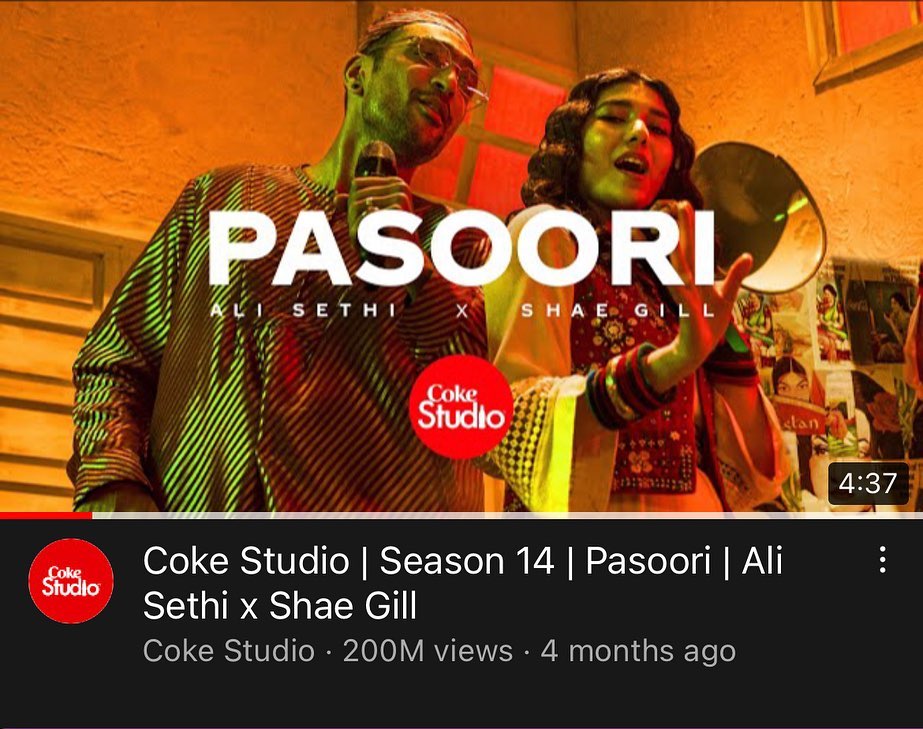 PASOORI
ALI SETHI X SHAE GILL
Coke
Studio
stan
4:37
Coke
Studio
Coke Studio | Season 14 | Pasoori | Ali
Sethi x Shae Gill
Coke Studio · 200M views · 4 months ago